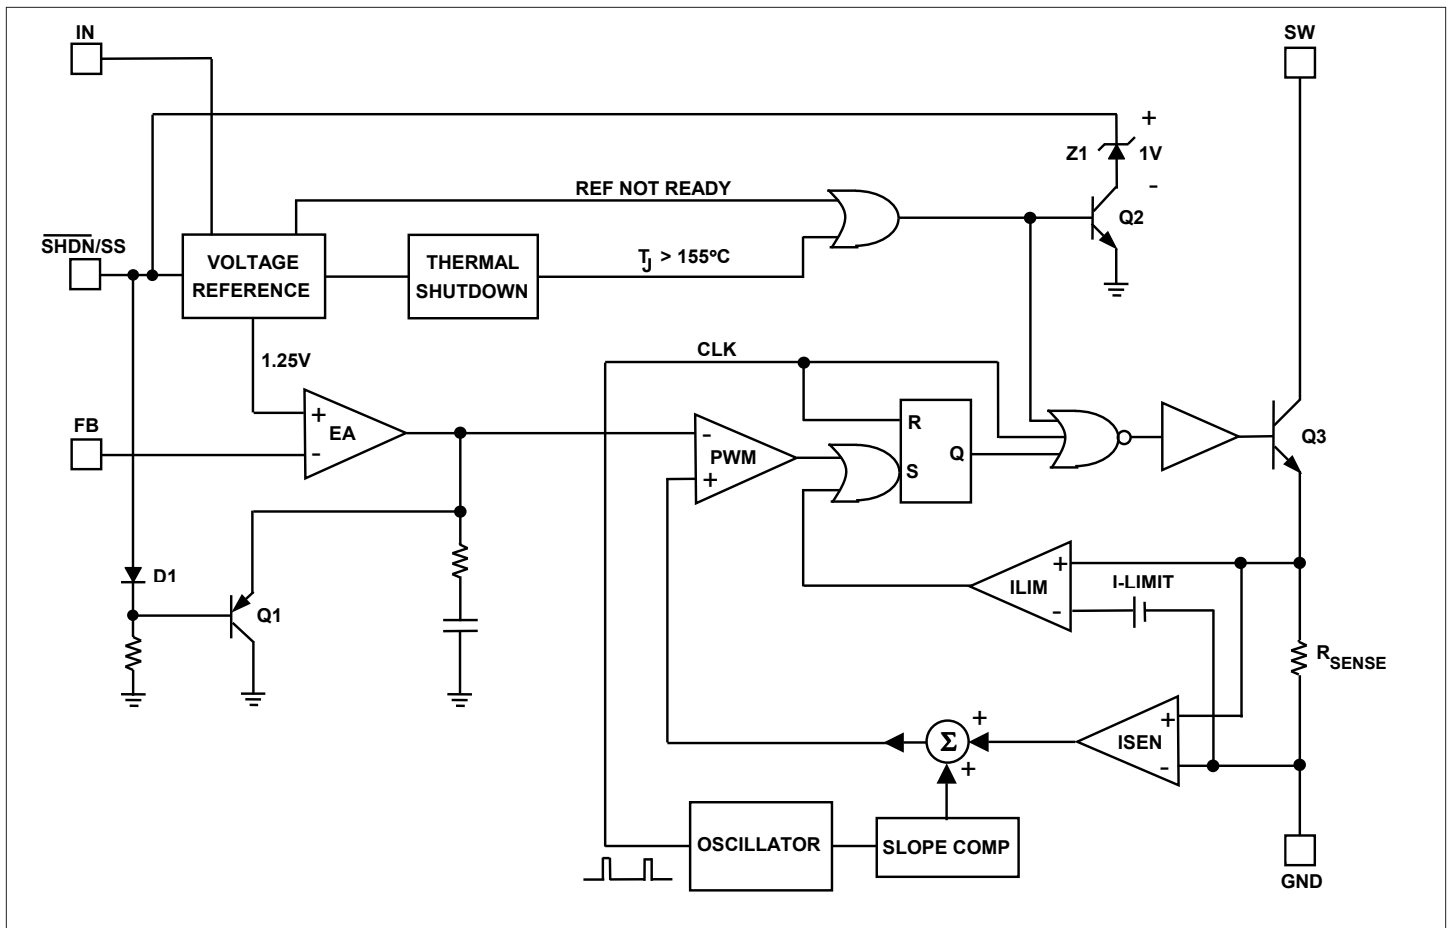 IN
SW
+
Z1 1V
-
REF NOT READY
Q2
SHDN/SS
VOLTAGE
REFERENCE
THERMAL
SHUTDOWN
TJ > 155ºC
1.25V
CLK
FB
+
EA
-
-
PWM
+
R
S
Q
Q3
D1
Q1
+
ILIM
-
I-LIMIT
RSENSE
+
ISEN
-
+
Σ
+
OSCILLATOR
SLOPE COMP
GND